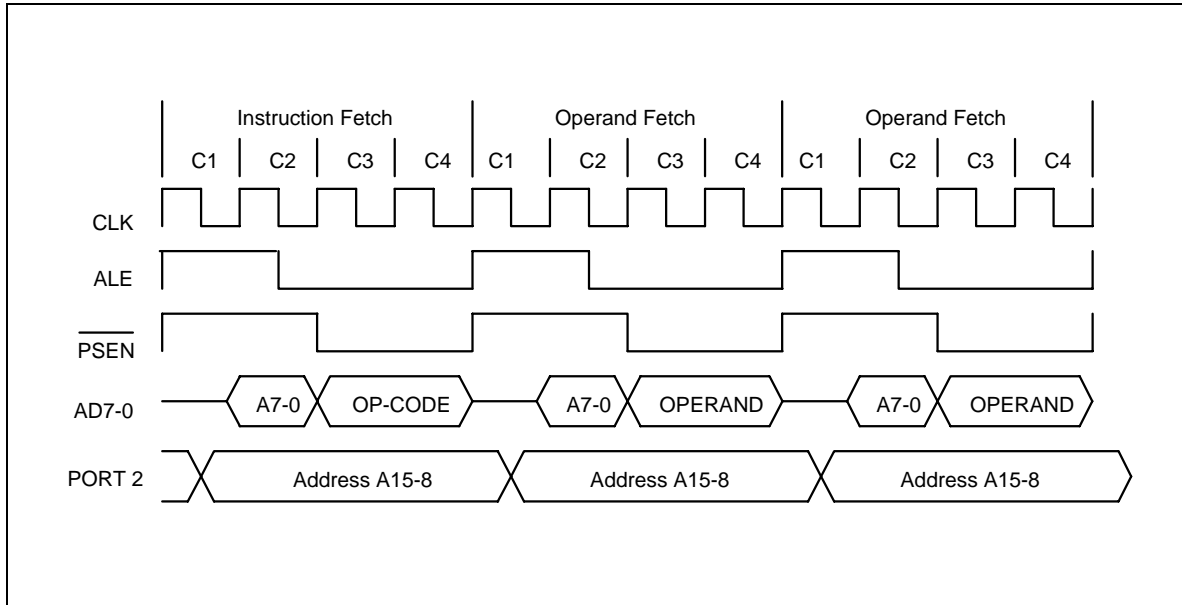 Instruction Fetch Operand Fetch Operand Fetch
C1 C2 C3 C4 C1 C2 C3 C4 C1 C2 C3 C4
CLK
ALE
PSEN
AD7-0 A7-0 OP-CODE A7-0 OPERAND A7-0 OPERAND
PORT 2 Address A15-8 Address A15-8 Address A15-8